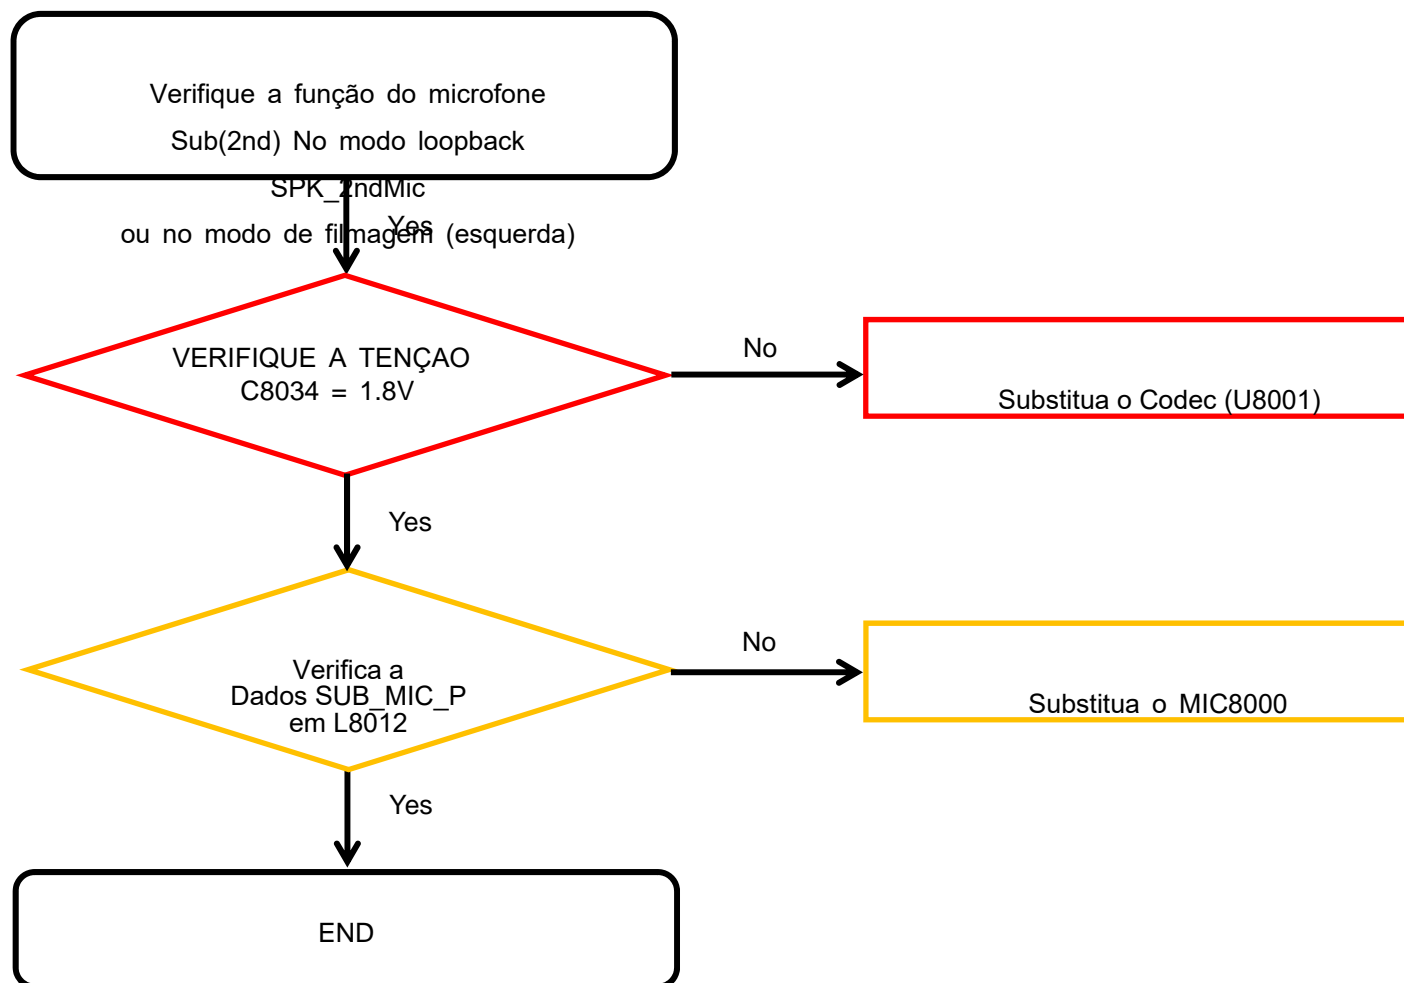 Verifique a função do microfone
Sub(2nd) No modo loopback
SPK_2ndMic
Yes
ou no modo de filmagem (esquerda)
VERIFIQUE A TENÇAO
C8034 = 1.8V
No
Substitua o Codec (U8001)
Yes
Verifica a
Dados SUB_MIC_P
em L8012
No
Substitua o MIC8000
Yes
END